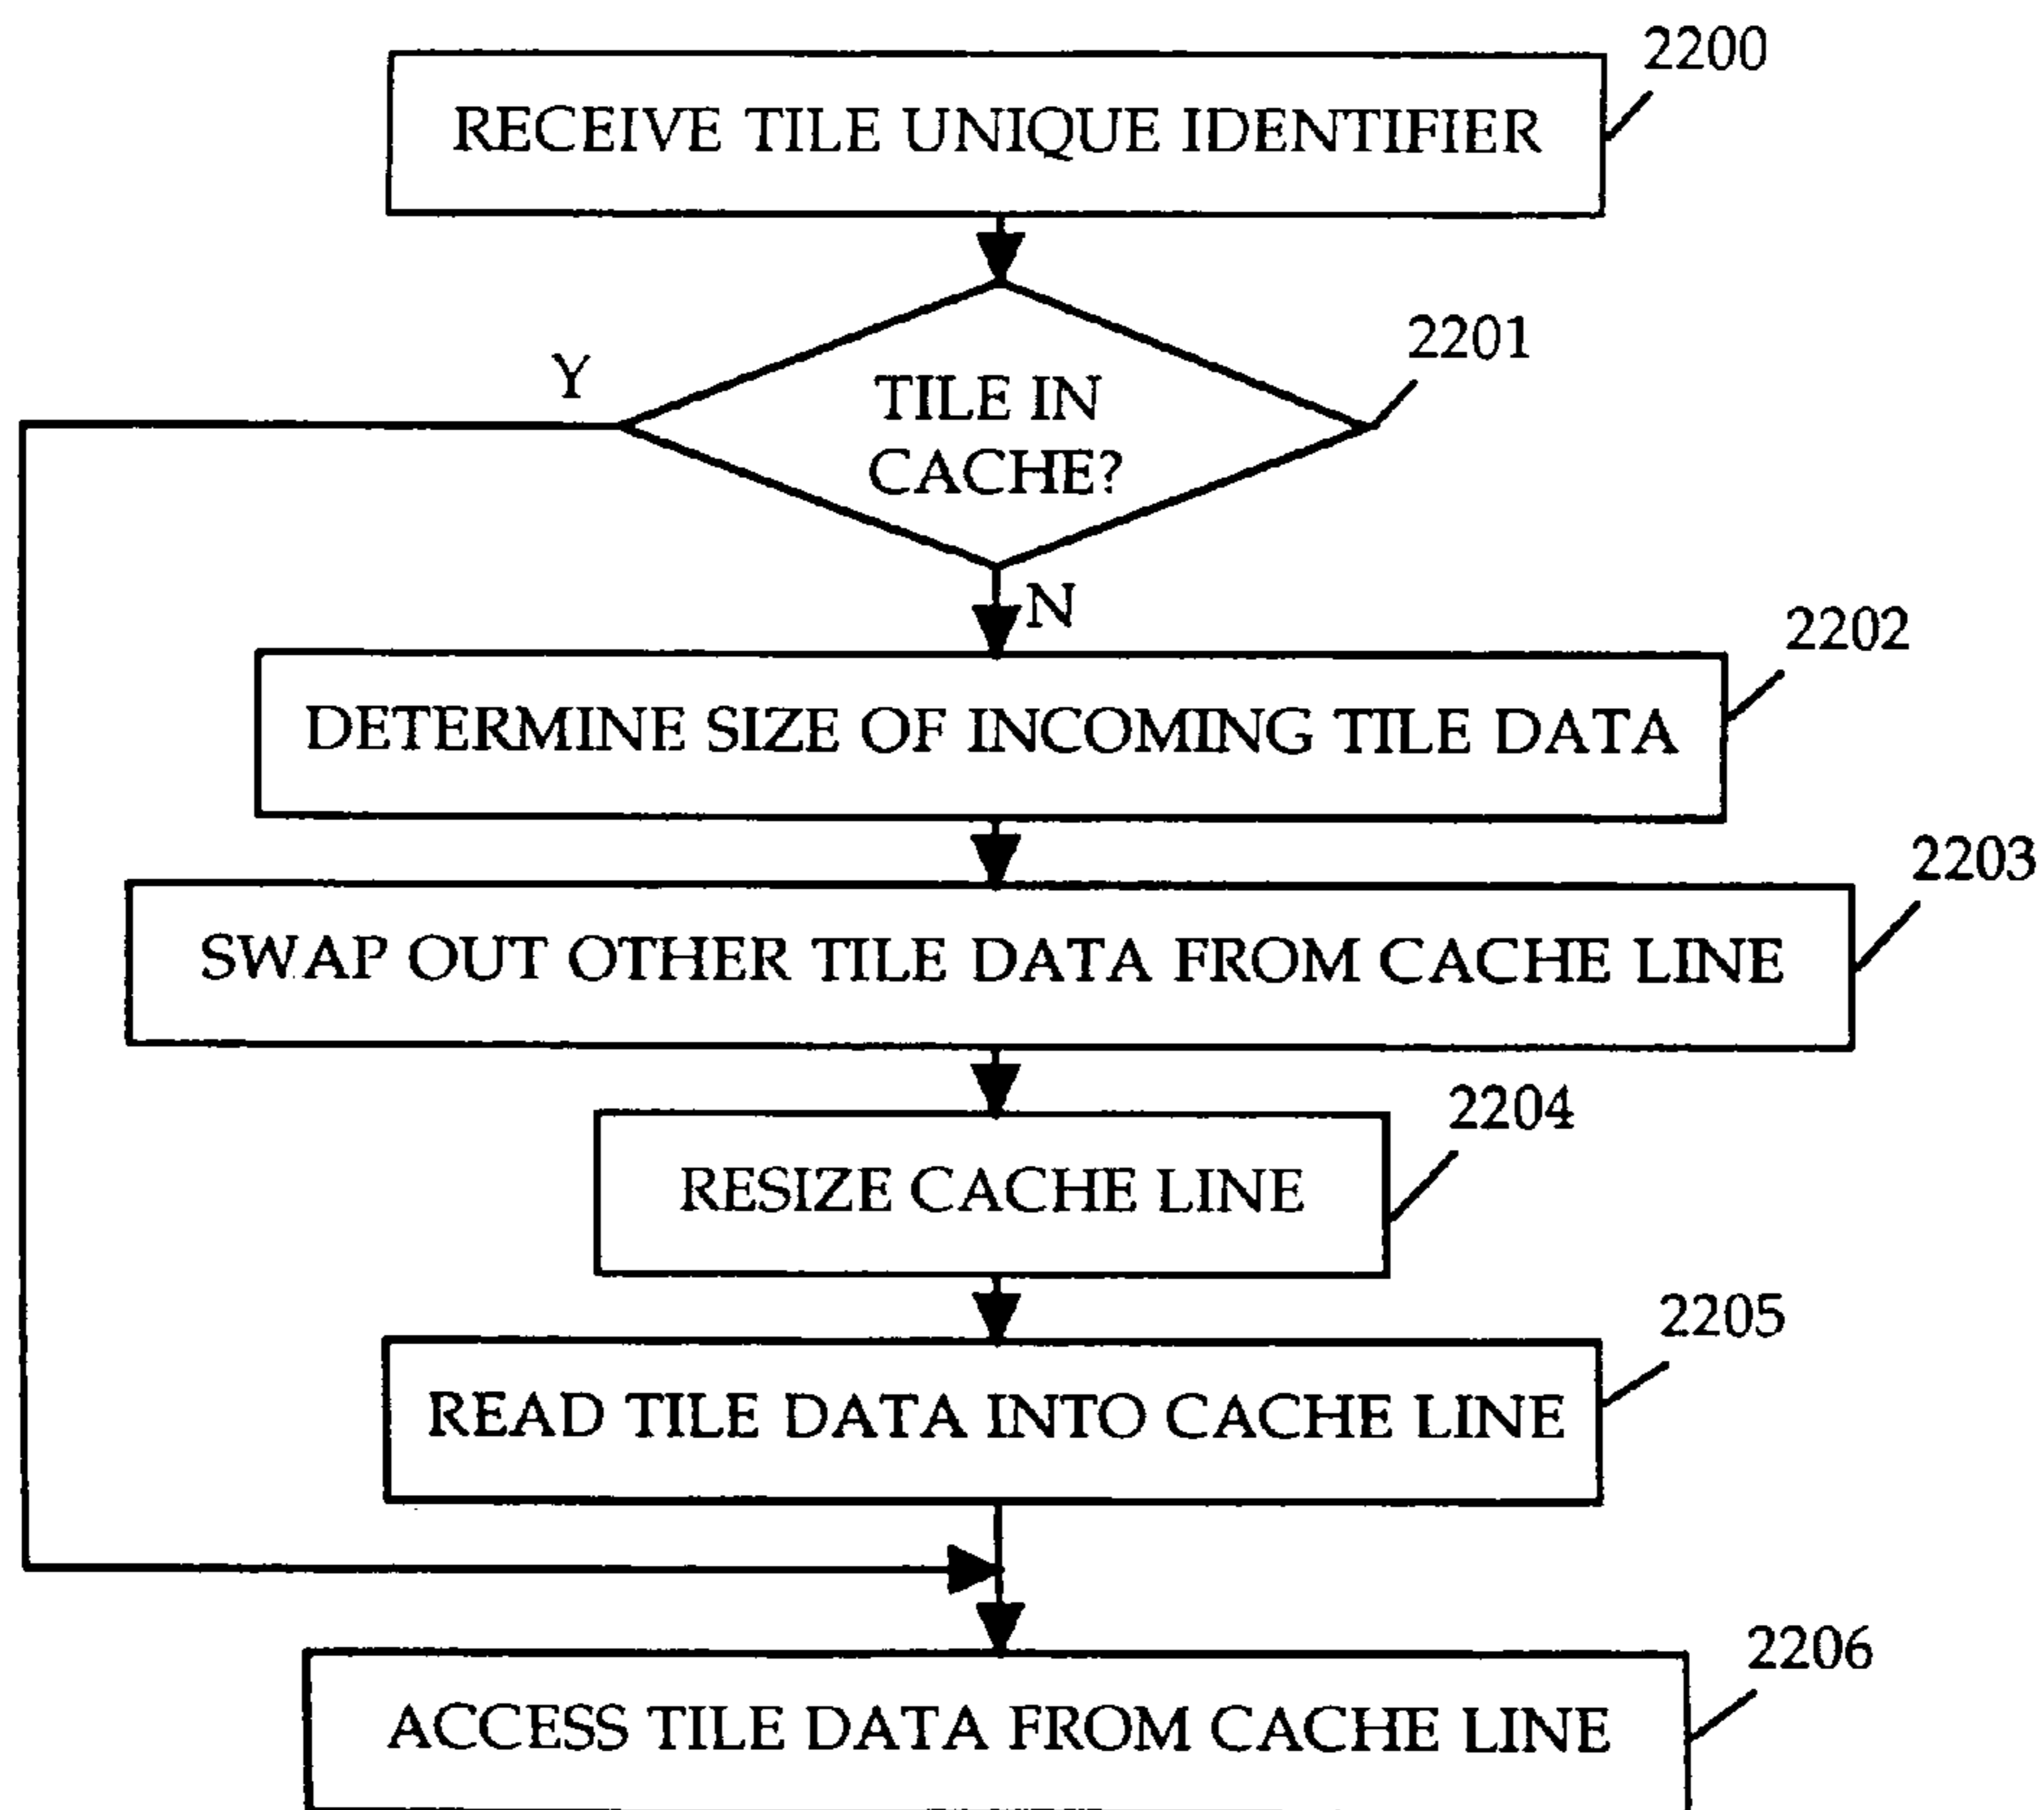 2200
RECEIVE TILE UNIQUE IDENTIFIER
2201
Y
TILE IN
CACHE?
N
2202
DETERMINE SIZE OF INCOMING TILE DATA
2203
SWAP OUT OTHER TILE DATA FROM CACHE LINE
2204
RESIZE CACHE LINE
2205
READ TILE DATA INTO CACHE LINE
2206
ACCESS TILE DATA FROM CACHE LINE